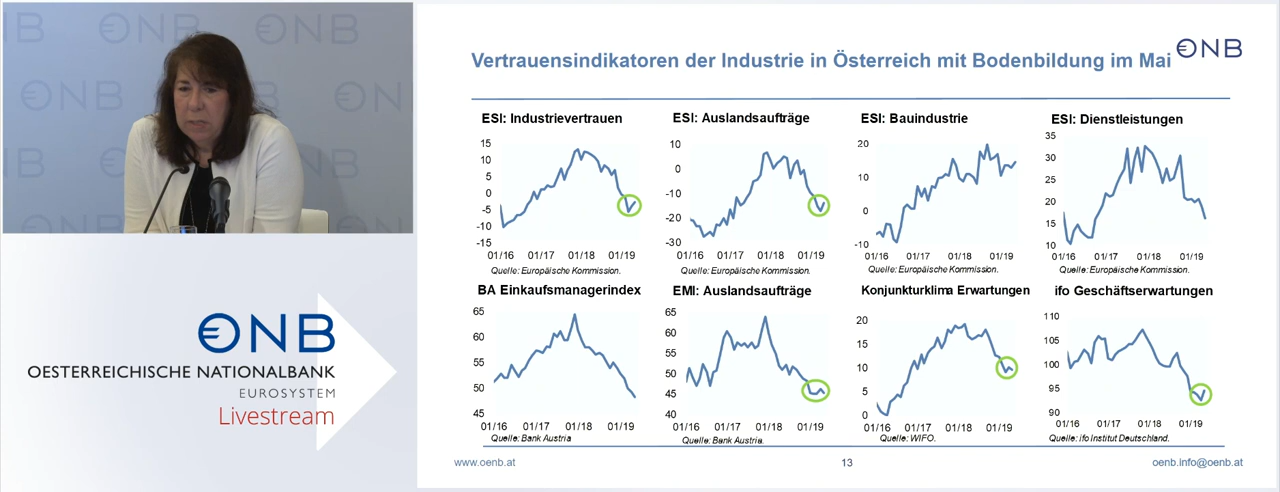 ONB
OESTERREICHISCHE NATIONALBANK
EUROSYSTEM
Livestream
Vertrauensindikatoren der Industrie in Österreich mit Bodenbildung im Mai
ONB
ESI: Industrievertrauen
15
10
5
0
-5
-10
-15
01/16 01/17 01/18 01/19
Quelle: Europäische Kommission.
ESI: Auslandsaufträge
10
0
-10
-20
-30
01/16 01/17 01/18 01/19
Quelle: Europäische Kommission.
ESI: Bauindustrie
20
10
0
-10
01/16 01/17 01/18 01/19
Quelle: Europäische Kommission.
ESI: Dienstleistungen
35
30
25
20
15
10
01/16 01/17 01/18 01/19
Quelle: Europäische Kommission.
BA Einkaufsmanagerindex
65
60
55
50
45
01/16 01/17 01/18 01/19
Quelle: Bank Austria
EMI: Auslandsaufträge
65
60
55
50
45
40
01/16 01/17 01/18 01/19
Quelle: Bank Austria.
Konjunkturklima Erwartungen
20
15
10
5
0
01/16 01/17 01/18 01/19
Quelle: WIFO.
ifo Geschäftserwartungen
110
105
100
95
90
01/16 01/17 01/18 01/19
Quelle: ifo Institut Deutschland.
www.oenb.at
13
oenb.info@oenb.at